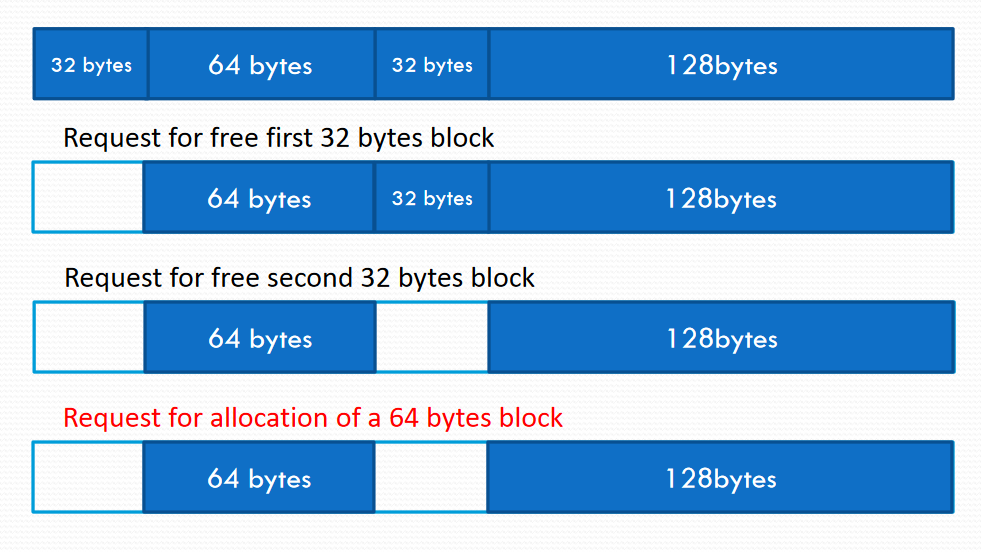 32 bytes 64 bytes 32 bytes 128bytes
Request for free first 32 bytes block
64 bytes 32 bytes 128bytes
Request for free second 32 bytes block
64 bytes 128bytes
Request for allocation of a 64 bytes block
64 bytes 128bytes